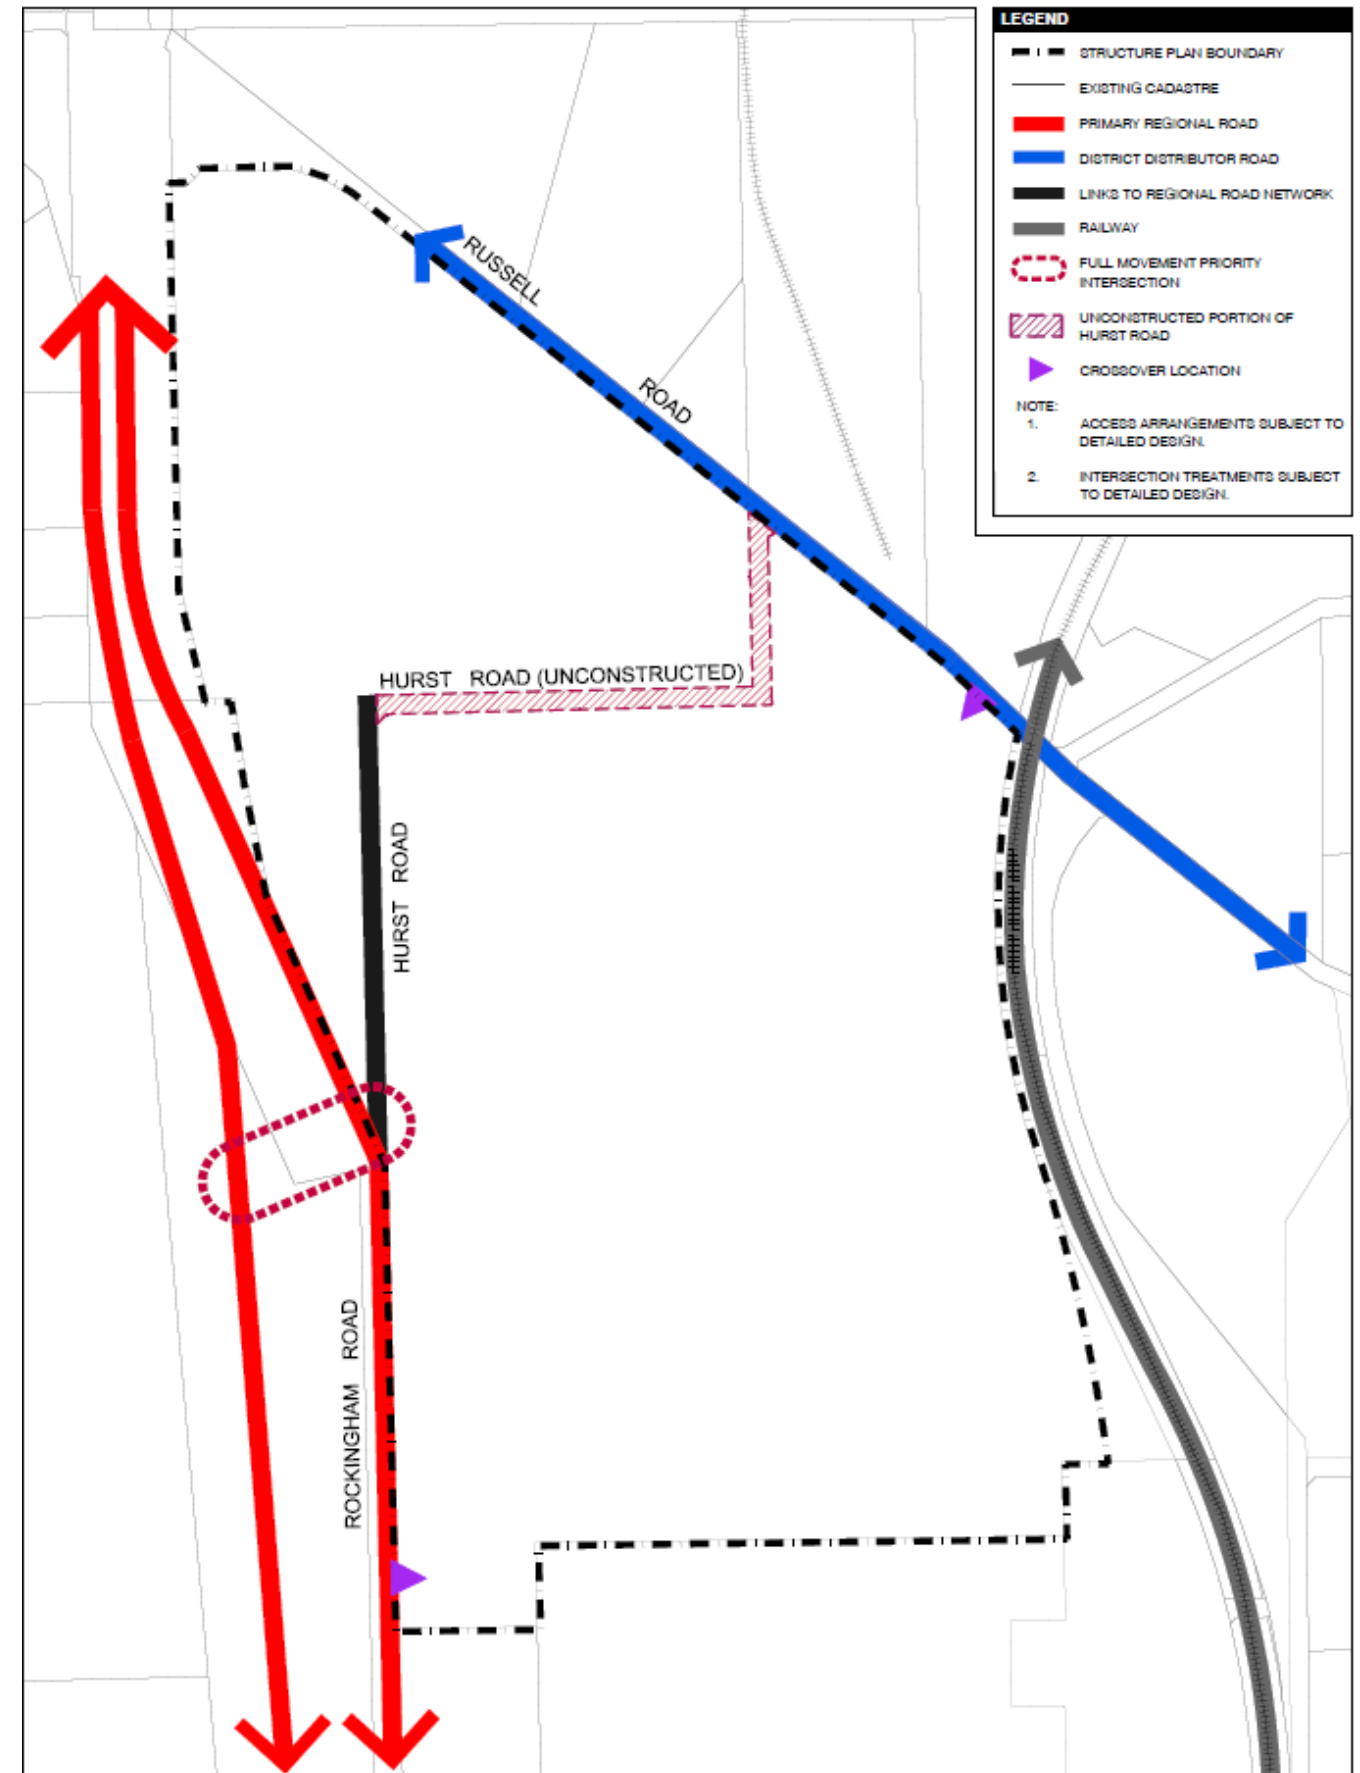 LEGEND
STRUCTURE PLAN BOUNDARY
EXISTING CADASTRE
PRIMARY REGIONAL ROAD
DISTRICT DISTRIBUTOR ROAD
LINKS TO REGIONAL ROAD NETWORK
RAILWAY
FULL MOVEMENT PRIORITY
INTERSECTION
UNCONSTRUCTED PORTION OF
HURST ROAD
CROSSOVER LOCATION
NOTE:
1. ACCESS ARRANGEMENTS SUBJECT TO
DETAILED DESIGN.
2. INTERSECTION TREATMENTS SUBJECT
TO DETAILED DESIGN.
RUSSELL ROAD
HURST ROAD (UNCONSTRUCTED)
HURST ROAD
ROCKINGHAM ROAD